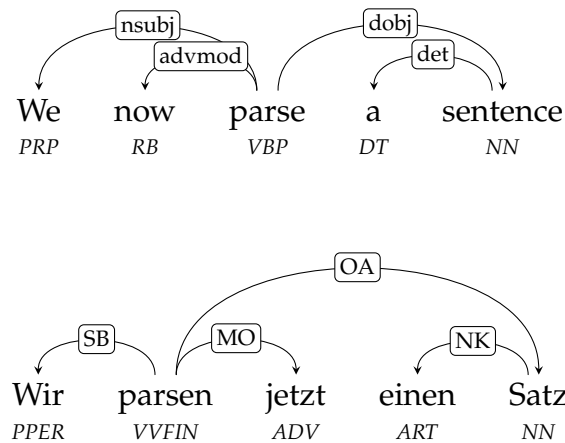 nsubj dobj
advmod det
We now parse a sentence
PRP RB VBP DT NN
OA
SB MO NK
Wir parsen jetzt einen Satz
PPER VVFIN ADV ART NN